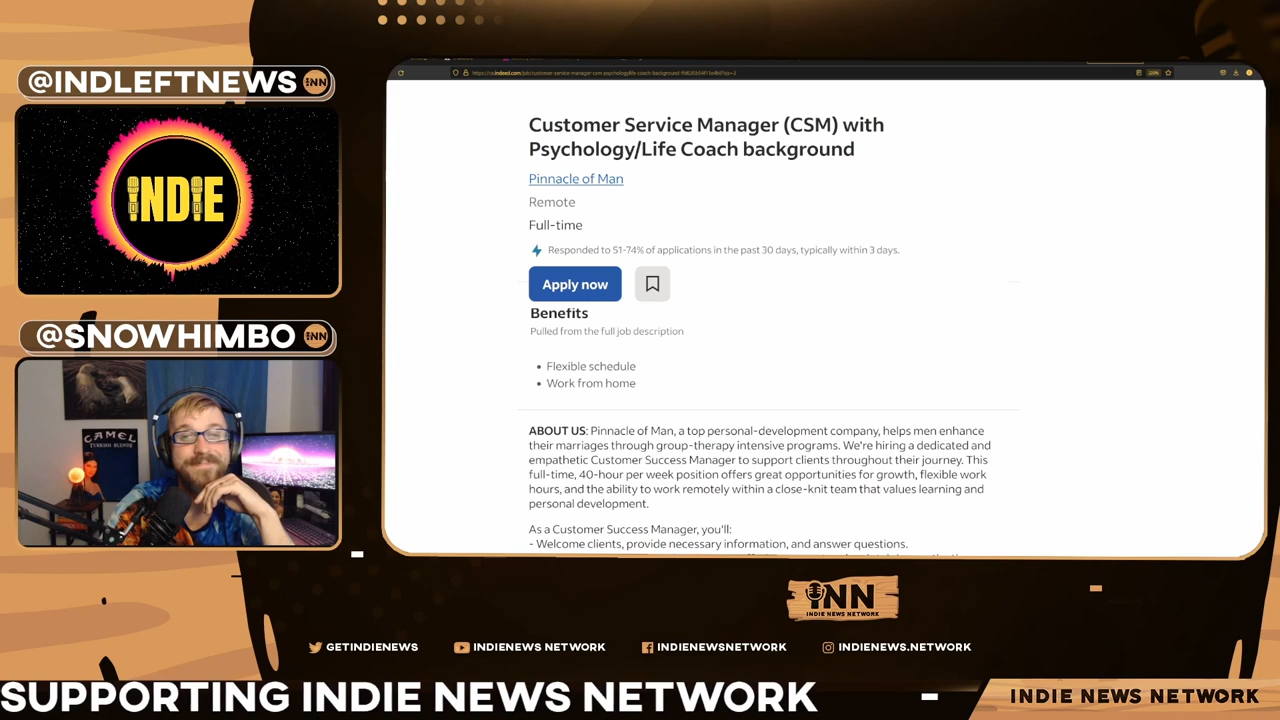 @INDLEFTNEWS
INN
INDIE
@SNOWHIMBO
INN
CAMEL
TURKISH BLENDS
Customer Service Manager (CSM) with
Psychology/Life Coach background
Pinnacle of Man
Remote
Full-time
Responded to 51-74% of applications in the past 30 days, typically within 3 days.
Apply now
Benefits
Pulled from the full job description
• Flexible schedule
• Work from home
ABOUT US: Pinnacle of Man, a top personal-development company, helps men enhance
their marriages through group-therapy intensive programs. We're hiring a dedicated and
empathetic Customer Success Manager to support clients throughout their journey. This
full-time, 40-hour per week position offers great opportunities for growth, flexible work
hours, and the ability to work remotely within a close-knit team that values learning and
personal development.
As a Customer Success Manager, you'll:
- Welcome clients, provide necessary information, and answer questions.
INN
INDIE NEWS NETWORK
GETINDIENEWS
INDIENEWS NETWORK
INDIENEWSNETWORK
INDIENEWS.NETWORK
SUPPORTING INDIE NEWS NETWORK
INDIE NEWS NETWORK